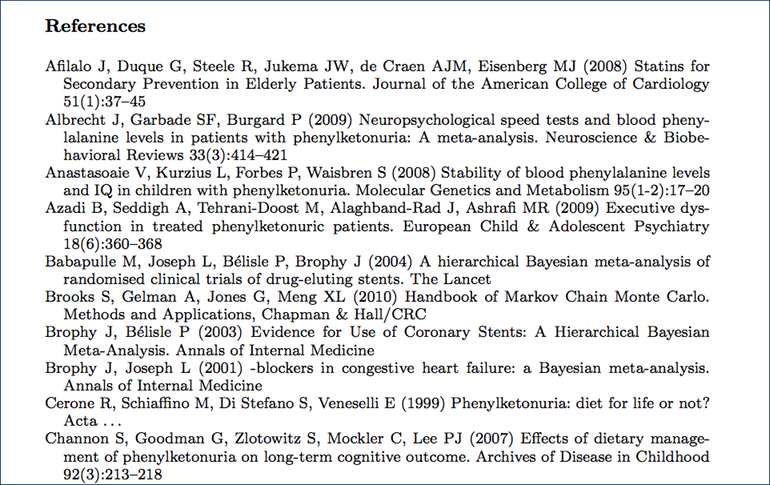 References
Afilalo J, Duque G, Steele R, Jukema JW, de Craen AJM, Eisenberg MJ (2008) Statins for
Secondary Prevention in Elderly Patients. Journal of the American College of Cardiology
51(1):37–45
Albrecht J, Garbade SF, Burgard P (2009) Neuropsychological speed tests and blood pheny-
lalanine levels in patients with phenylketonuria: A meta-analysis. Neuroscience & Biobe-
havioral Reviews 33(3):414–421
Anastasoaie V, Kurzius L, Forbes P, Waisbren S (2008) Stability of blood phenylalanine levels
and IQ in children with phenylketonuria. Molecular Genetics and Metabolism 95(1-2):17–20
Azadi B, Seddigh A, Tehrani-Doost M, Alaghband-Rad J, Ashrafi MR (2009) Executive dys-
function in treated phenylketonuric patients. European Child & Adolescent Psychiatry
18(6):360–368
Babapulle M, Joseph L, Bélisle P, Brophy J (2004) A hierarchical Bayesian meta-analysis of
randomised clinical trials of drug-eluting stents. The Lancet
Brooks S, Gelman A, Jones G, Meng XL (2010) Handbook of Markov Chain Monte Carlo.
Methods and Applications, Chapman & Hall/CRC
Brophy J, Bélisle P (2003) Evidence for Use of Coronary Stents: A Hierarchical Bayesian
Meta-Analysis. Annals of Internal Medicine
Brophy J, Joseph L (2001) -blockers in congestive heart failure: a Bayesian meta-analysis.
Annals of Internal Medicine
Cerone R, Schiaffino M, Di Stefano S, Veneselli E (1999) Phenylketonuria: diet for life or not?
Acta ...
Channon S, Goodman G, Zlotowitz S, Mockler C, Lee PJ (2007) Effects of dietary manage-
ment of phenylketonuria on long-term cognitive outcome. Archives of Disease in Childhood
92(3):213–218